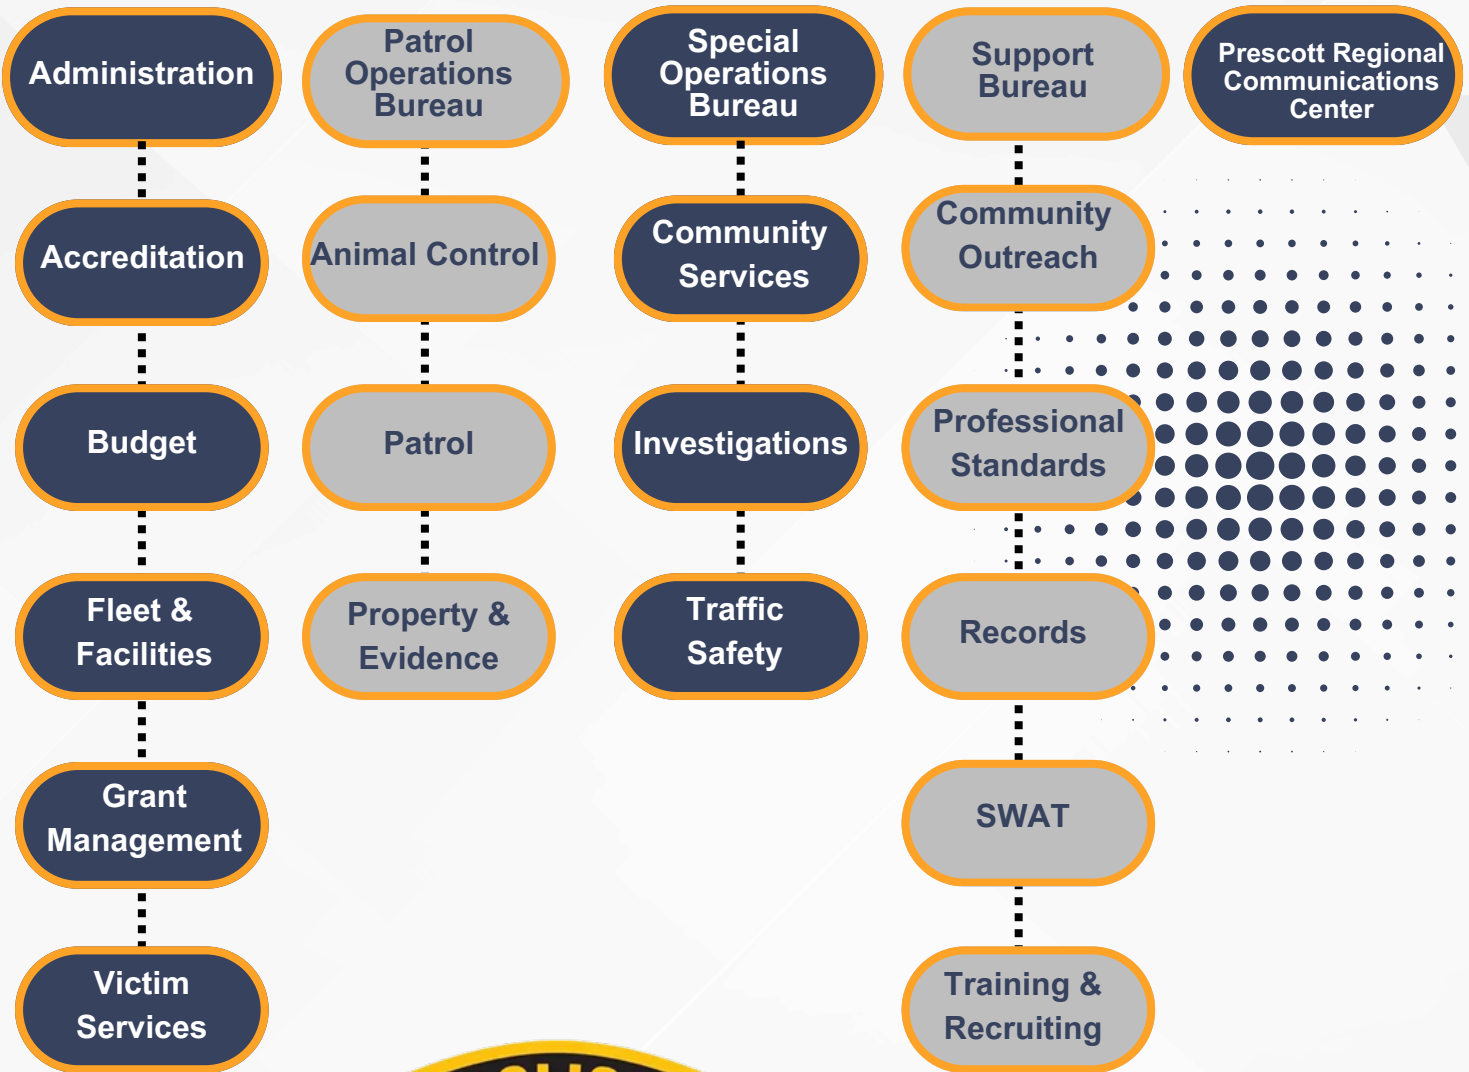 Administration
Patrol
Operations
Bureau
Special
Operations
Bureau
Support
Bureau
Prescott Regional
Communications
Center
Accreditation
Animal Control
Community
Services
Community
Outreach
Budget
Patrol
Investigations
Professional
Standards
Fleet &
Facilities
Property &
Evidence
Traffic
Safety
Records
Grant
Management
SWAT
Victim
Services
Training &
Recruiting